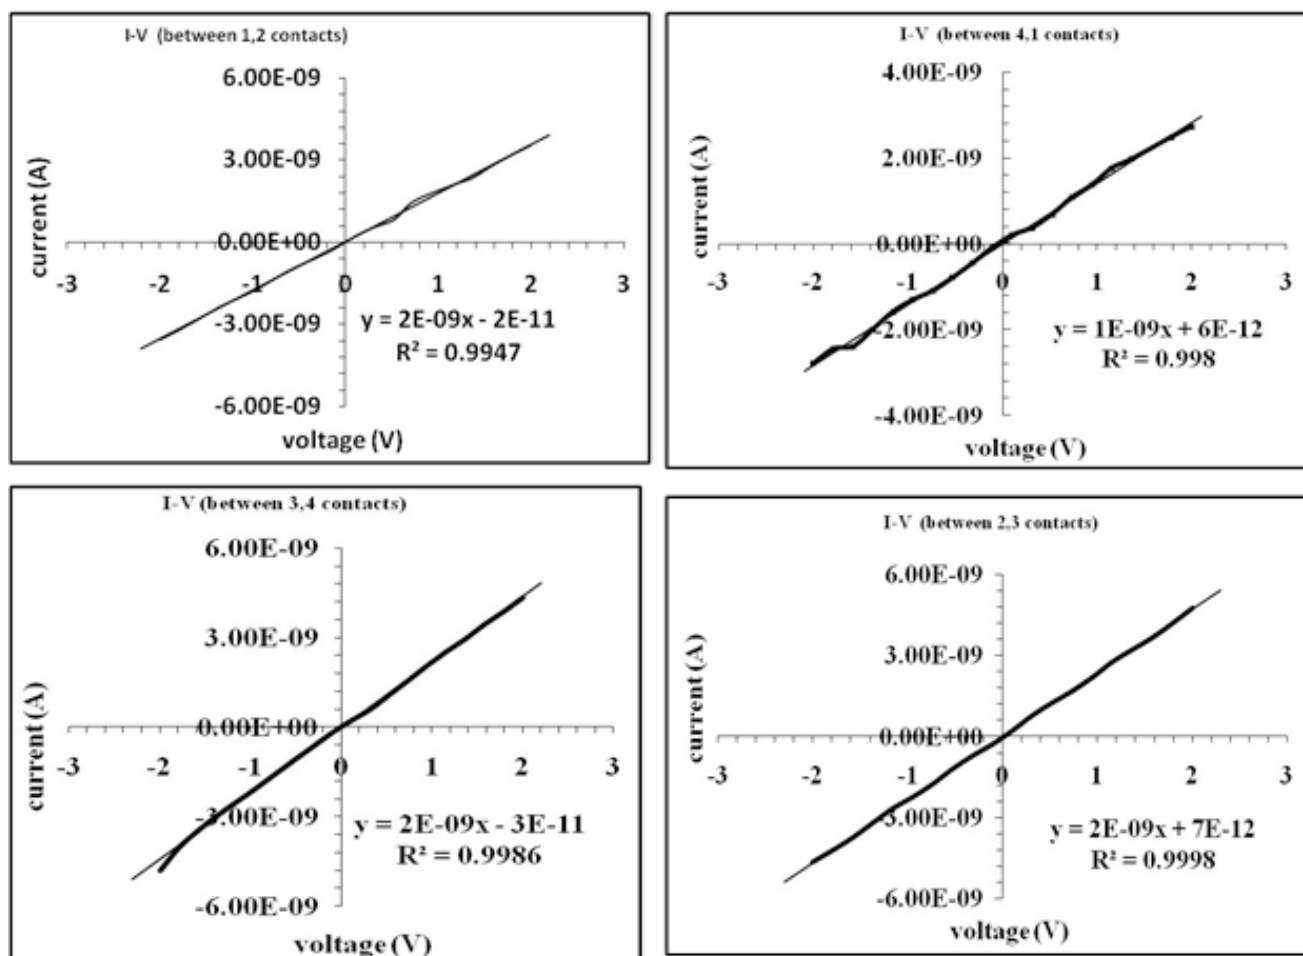 I-V (between 1,2 contacts)
6.00E-09
3.00E-09
0.00E+00
-3 -2 -1 0 1 2 3
-3.00E-09
-6.00E-09
current (A)
voltage (V)
y = 2E-09x - 2E-11
R² = 0.9947
I-V (between 4,1 contacts)
4.00E-09
2.00E-09
0.00E+00
-3 -2 -1 0 1 2 3
-2.00E-09
-4.00E-09
current (A)
voltage (V)
y = 1E-09x + 6E-12
R² = 0.998
I-V (between 3,4 contacts)
6.00E-09
3.00E-09
0.00E+00
-3 -2 -1 0 1 2 3
-3.00E-09
-6.00E-09
current (A)
voltage (V)
y = 2E-09x - 3E-11
R² = 0.9986
I-V (between 2,3 contacts)
6.00E-09
3.00E-09
0.00E+00
-3 -2 -1 0 1 2 3
-3.00E-09
-6.00E-09
current (A)
voltage (V)
y = 2E-09x + 7E-12
R² = 0.9998